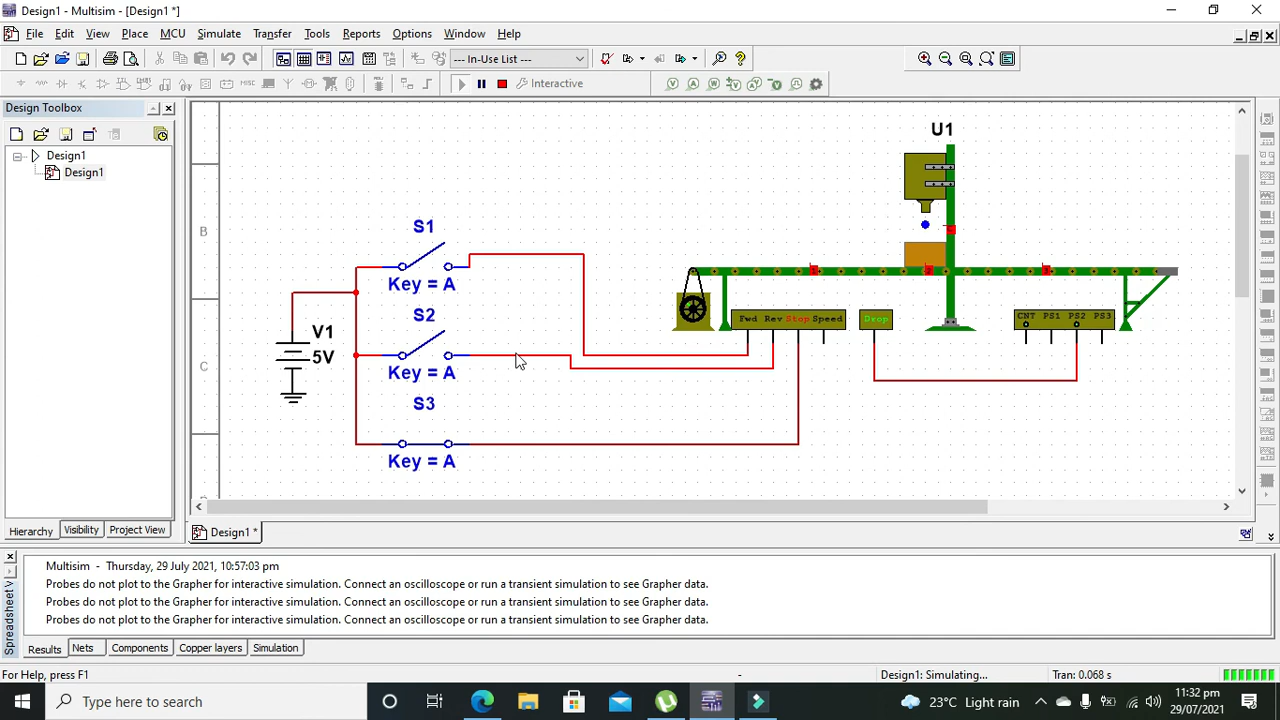 Design1 - Multisim - [Design1 *]
File Edit View Place MCU Simulate Transfer Tools Reports Options Window Help
--- In-Use List ---
Interactive
Design Toolbox
Design1
Design1
B
C
S1
Key = A
S2
Key = A
S3
Key = A
V1
5V
U1
1 2 3
Fwd Rev Stop Speed
Drop
CNT PS1 PS2 PS3
Hierarchy Visibility Project View
Design1 *
Spreadsheet V
Multisim - Thursday, 29 July 2021, 10:57:03 pm
Probes do not plot to the Grapher for interactive simulation. Connect an oscilloscope or run a transient simulation to see Grapher data.
Probes do not plot to the Grapher for interactive simulation. Connect an oscilloscope or run a transient simulation to see Grapher data.
Probes do not plot to the Grapher for interactive simulation. Connect an oscilloscope or run a transient simulation to see Grapher data.
Results Nets Components Copper layers Simulation
For Help, press F1
-
Design1: Simulating...
Tran: 0.068 s
Type here to search
23°C Light rain
11:32 pm
29/07/2021